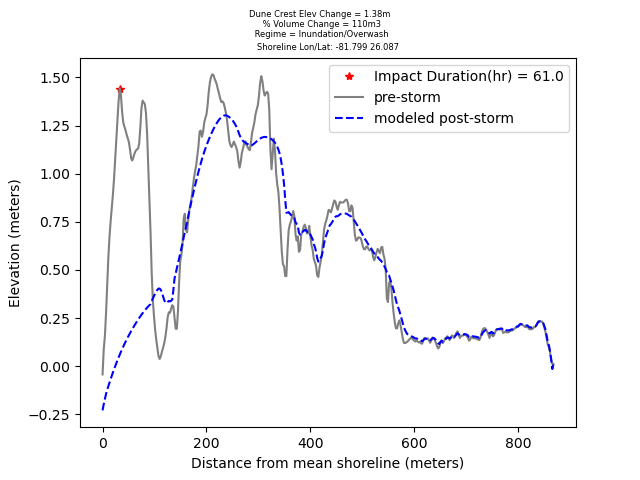 Dune Crest Elev Change = 1.38m
% Volume Change = 110m3
Regime = Inundation/Overwash
Shoreline Lon/Lat: -81.799 26.087
Impact Duration(hr) = 61.0
pre-storm
modeled post-storm
Elevation (meters)
1.50
1.25
1.00
0.75
0.50
0.25
0.00
−0.25
0 200 400 600 800
Distance from mean shoreline (meters)